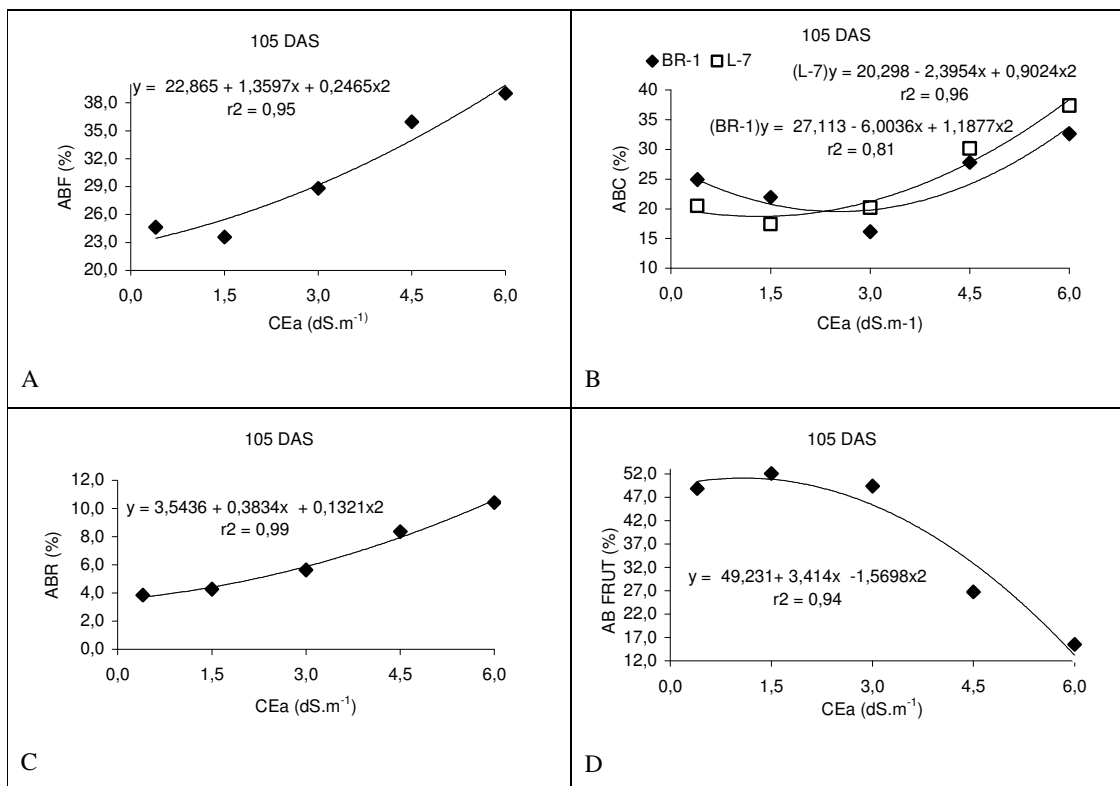 105 DAS
y = 22,865 + 1,3597x + 0,2465x2
r2 = 0,95
38,0
35,0
32,0
29,0
26,0
23,0
20,0
ABF (%)
0,0 1,5 3,0 4,5 6,0
CEa (dS.m-1)
A
105 DAS
BR-1 L-7
(L-7)y = 20,298 - 2,3954x + 0,9024x2
r2 = 0,96
(BR-1)y = 27,113 - 6,0036x + 1,1877x2
r2 = 0,81
40
35
30
25
20
15
10
ABC (%)
0,0 1,5 3,0 4,5 6,0
CEa (dS.m-1)
B
105 DAS
y = 3,5436 + 0,3834x + 0,1321x2
r2 = 0,99
12,0
10,0
8,0
6,0
4,0
2,0
0,0
ABR (%)
0,0 1,5 3,0 4,5 6,0
CEa (dS.m-1)
C
105 DAS
y = 49,231+ 3,414x -1,5698x2
r2 = 0,94
52,0
47,0
42,0
37,0
32,0
27,0
22,0
17,0
12,0
AB FRUT (%)
0,0 1,5 3,0 4,5 6,0
CEa (dS.m-1)
D